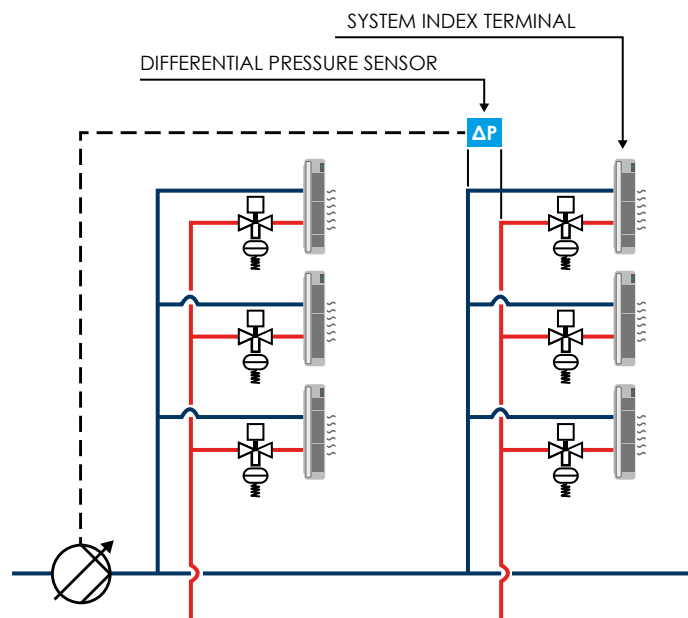 SYSTEM INDEX TERMINAL
DIFFERENTIAL PRESSURE SENSOR
ΔP